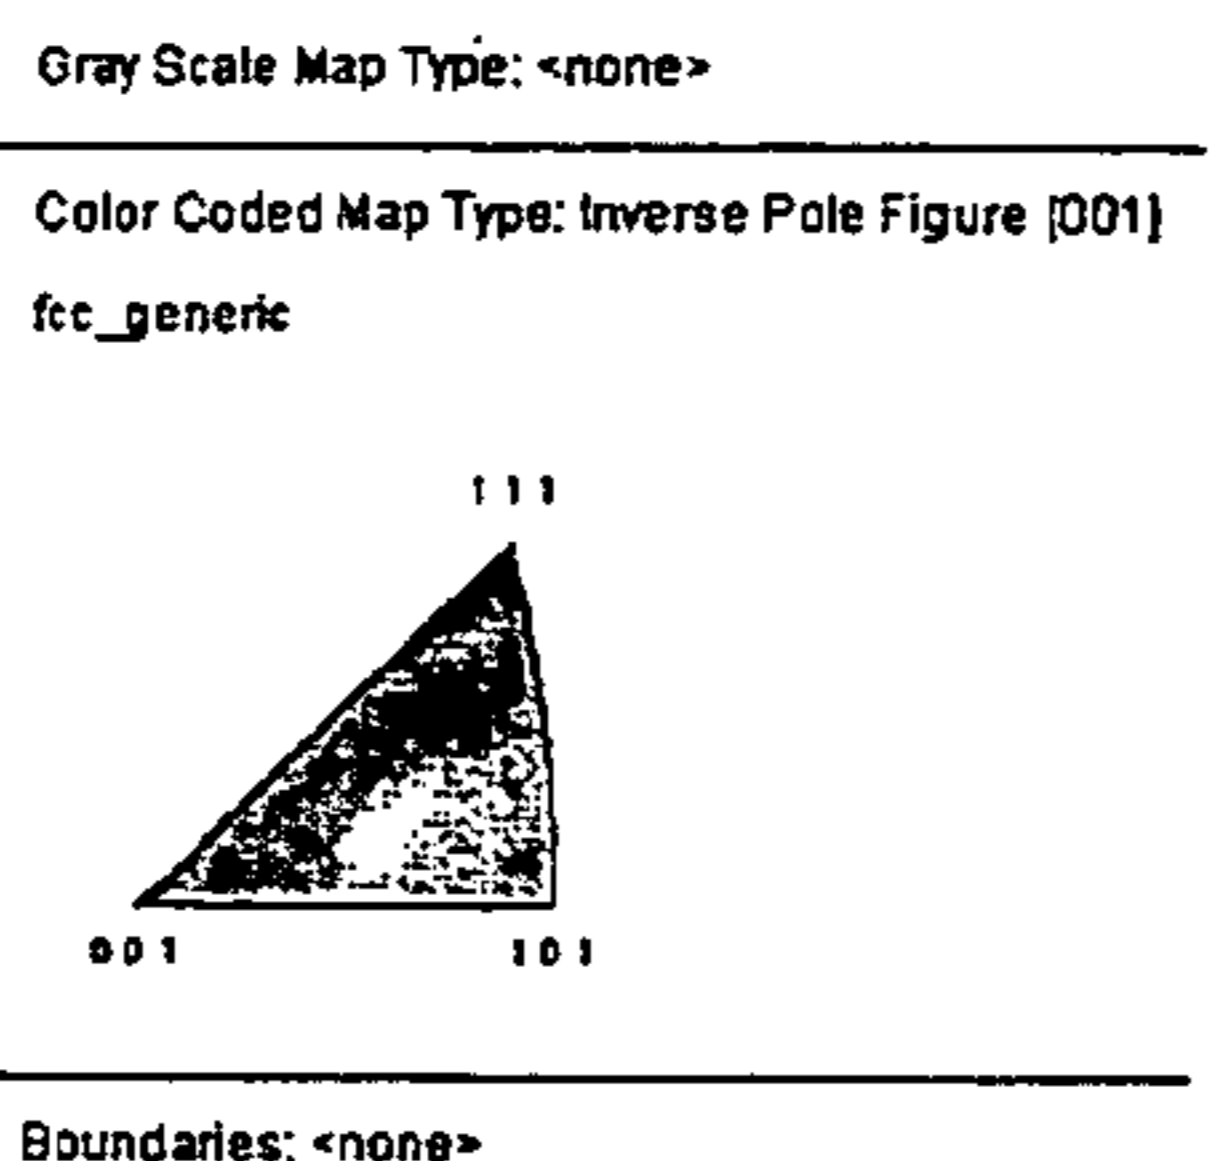 Gray Scale Map Type: <none>
Color Coded Map Type: Inverse Pole Figure [001]
fcc_generic
1 1 1
0 0 1
1 0 1
Boundaries: <none>